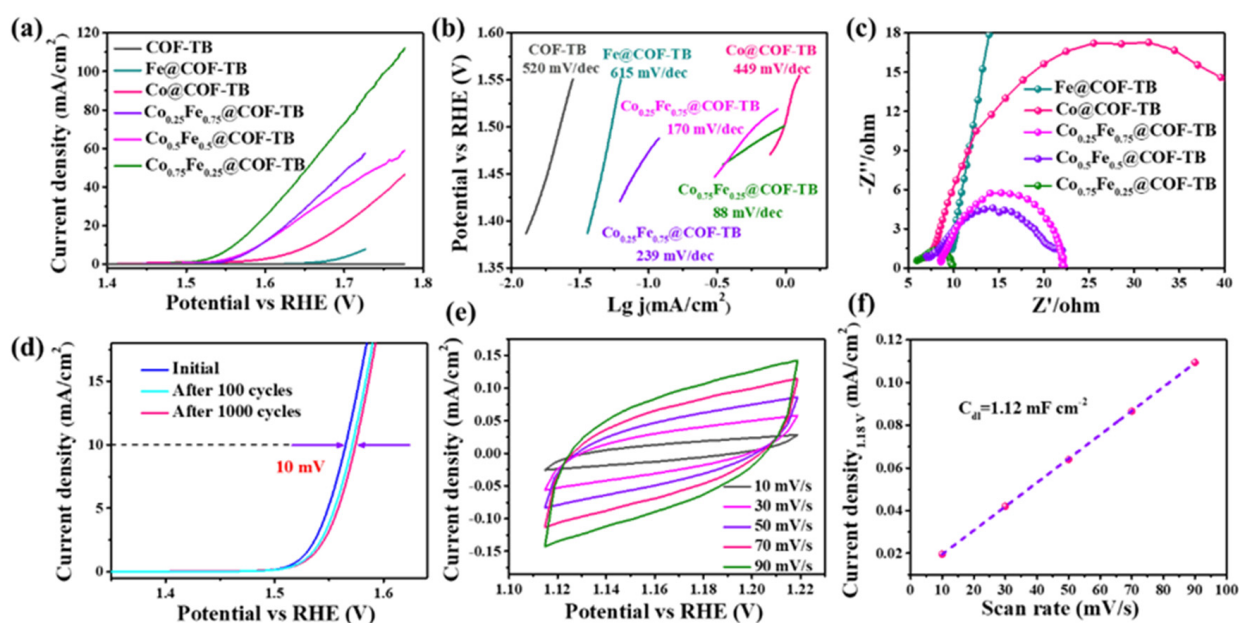 (a)
120
110
100
90
80
70
60
50
40
30
20
10
0
Current density (mA/cm²)
COF-TB
Fe@COF-TB
Co@COF-TB
Co0.25Fe0.75@COF-TB
Co0.5Fe0.5@COF-TB
Co0.75Fe0.25@COF-TB
1.4 1.5 1.6 1.7 1.8
Potential vs RHE (V)
(b)
1.60
1.55
1.50
1.45
1.40
1.35
Potential vs RHE (V)
COF-TB
520 mV/dec
Fe@COF-TB
615 mV/dec
Co@COF-TB
449 mV/dec
Co0.25Fe0.75@COF-TB
170 mV/dec
Co0.75Fe0.25@COF-TB
88 mV/dec
Co0.25Fe0.75@COF-TB
239 mV/dec
-2.0 -1.5 -1.0 -0.5 0.0
Lg j(mA/cm²)
(c)
18
15
12
9
6
3
0
-Z''/ohm
Fe@COF-TB
Co@COF-TB
Co0.25Fe0.75@COF-TB
Co0.5Fe0.5@COF-TB
Co0.75Fe0.25@COF-TB
5 10 15 20 25 30 35 40
Z'/ohm
(d)
15
10
5
0
Current density (mA/cm²)
Initial
After 100 cycles
After 1000 cycles
10 mV
1.4 1.5 1.6
Potential vs RHE (V)
(e)
0.15
0.10
0.05
0.00
-0.05
-0.10
-0.15
Current density (mA/cm²)
10 mV/s
30 mV/s
50 mV/s
70 mV/s
90 mV/s
1.10 1.12 1.14 1.16 1.18 1.20 1.22
Potential vs RHE (V)
(f)
0.12
0.10
0.08
0.06
0.04
0.02
Current density1.18 V (mA/cm²)
Cdl=1.12 mF cm⁻²
0 10 20 30 40 50 60 70 80 90 100
Scan rate (mV/s)